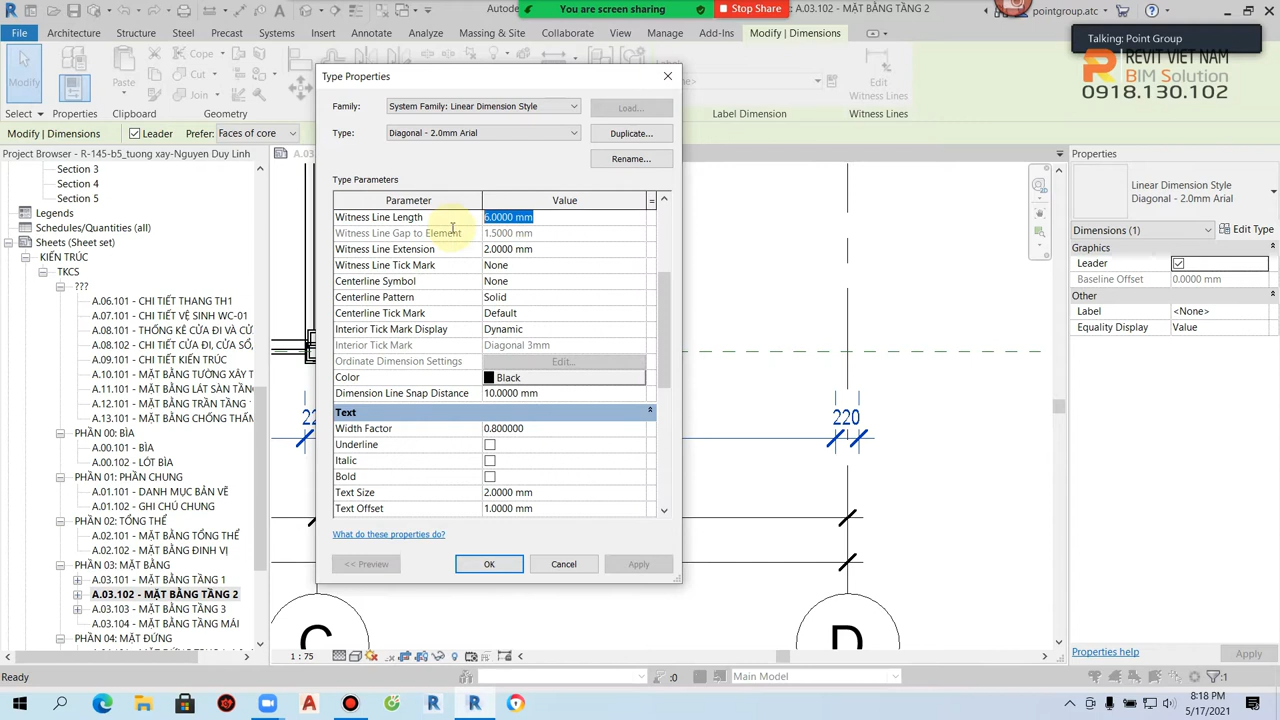 Autode
You are screen sharing
Stop Share
A.03.102 - MẶT BẰNG TẦNG 2
pointgroup.atc
File
Architecture
Structure
Steel
Precast
Systems
Insert
Annotate
Analyze
Massing & Site
Collaborate
View
Manage
Add-Ins
Modify | Dimensions
Talking: Point Group
REVIT VIET NAM
BIM Solution
0918.130.102
Modify
Paste
Cope
Cut
Join
Edit
Witness Lines
Select
Properties
Clipboard
Geometry
Label Dimension
Witness Lines
Modify | Dimensions
Leader
Prefer:
Faces of core
Project Browser - R-145-b5_tuong xay-Nguyen Duy Linh
Section 3
Section 4
Section 5
Legends
Schedules/Quantities (all)
Sheets (Sheet set)
KIẾN TRÚC
TKCS
???
A.06.101 - CHI TIẾT THANG TH1
A.07.101 - CHI TIẾT VỆ SINH WC-01
A.08.101 - THỐNG KÊ CỬA ĐI VÀ CỬ
A.08.102 - CHI TIẾT CỬA ĐI, CỬA SỔ,
A.09.101 - CHI TIẾT KIẾN TRÚC
A.10.101 - MẶT BẰNG TƯỜNG XÂY T
A.11.101 - MẶT BẰNG LÁT SÀN TẦN
A.12.101 - MẶT BẰNG TRẦN TẦNG
A.13.101 - MẶT BẰNG CHỐNG THẤM
PHẦN 00: BÌA
A.00.101 - BÌA
A.00.102 - LÓT BÌA
PHẦN 01: PHẦN CHUNG
A.01.101 - DANH MỤC BẢN VẼ
A.01.102 - GHI CHÚ CHUNG
PHẦN 02: TỔNG THỂ
A.02.101 - MẶT BẰNG TỔNG THỂ
A.02.102 - MẶT BẰNG ĐỊNH VỊ
PHẦN 03: MẶT BẰNG
A.03.101 - MẶT BẰNG TẦNG 1
A.03.102 - MẶT BẰNG TẦNG 2
A.03.103 - MẶT BẰNG TẦNG 3
A.03.104 - MẶT BẰNG TẦNG MÁI
PHẦN 04: MẶT ĐỨNG
Type Properties
Family:
System Family: Linear Dimension Style
Load...
Type:
Diagonal - 2.0mm Arial
Duplicate...
Rename...
Type Parameters
Parameter
Value
=
Witness Line Length
6.0000 mm
Witness Line Gap to Element
1.5000 mm
Witness Line Extension
2.0000 mm
Witness Line Tick Mark
None
Centerline Symbol
None
Centerline Pattern
Solid
Centerline Tick Mark
Default
Interior Tick Mark Display
Dynamic
Interior Tick Mark
Diagonal 3mm
Ordinate Dimension Settings
Edit...
Color
Black
Dimension Line Snap Distance
10.0000 mm
Text
Width Factor
0.800000
Underline
Italic
Bold
Text Size
2.0000 mm
Text Offset
1.0000 mm
What do these properties do?
<< Preview
OK
Cancel
Apply
220
C
D
Properties
Linear Dimension Style
Diagonal - 2.0mm Arial
Dimensions (1)
Edit Type
Graphics
Leader
Baseline Offset
0.0000 mm
Other
Label
<None>
Equality Display
Value
Properties help
Apply
1 : 75
Ready
:0
Main Model
:1
8:18 PM
5/17/2021